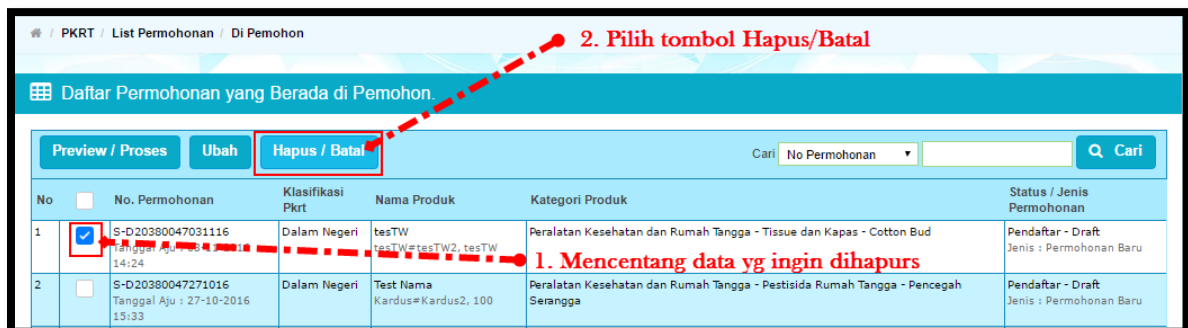 / PKRT / List Permohonan / Di Pemohon
2. Pilih tombol Hapus/Batal
Daftar Permohonan yang Berada di Pemohon.
Preview / Proses Ubah Hapus / Batal Cari No Permohonan Cari
No No. Permohonan Klasifikasi Pkrt Nama Produk Kategori Produk Status / Jenis Permohonan
1 S-D20380047031116 Dalam Negeri tesTW Peralatan Kesehatan dan Rumah Tangga - Tissue dan Kapas - Cotton Bud Pendaftar - Draft
Tanggal Aju : tesTW#tesTW2, tesTW Jenis : Permohonan Baru
14:24
1. Mencentang data yg ingin dihapurs
2 S-D20380047271016 Dalam Negeri Test Nama Peralatan Kesehatan dan Rumah Tangga - Pestisida Rumah Tangga - Pencegah Serangga Pendaftar - Draft
Tanggal Aju : 27-10-2016 Kardus#Kardus2, 100 Jenis : Permohonan Baru
15:33